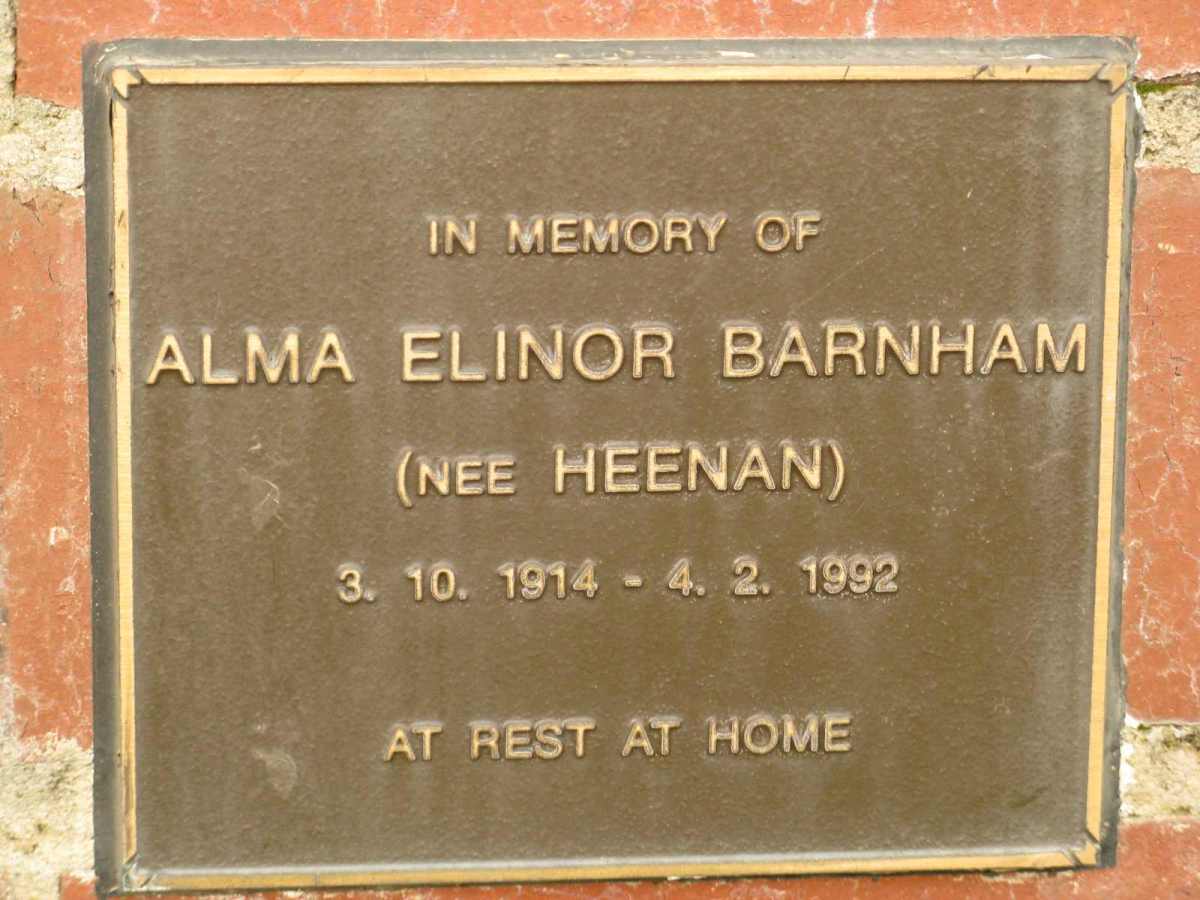 IN MEMORY OF
ALMA ELINOR BARNHAM
(NEE HEENAN)
3. 10. 1914 - 4. 2. 1992
AT REST AT HOME